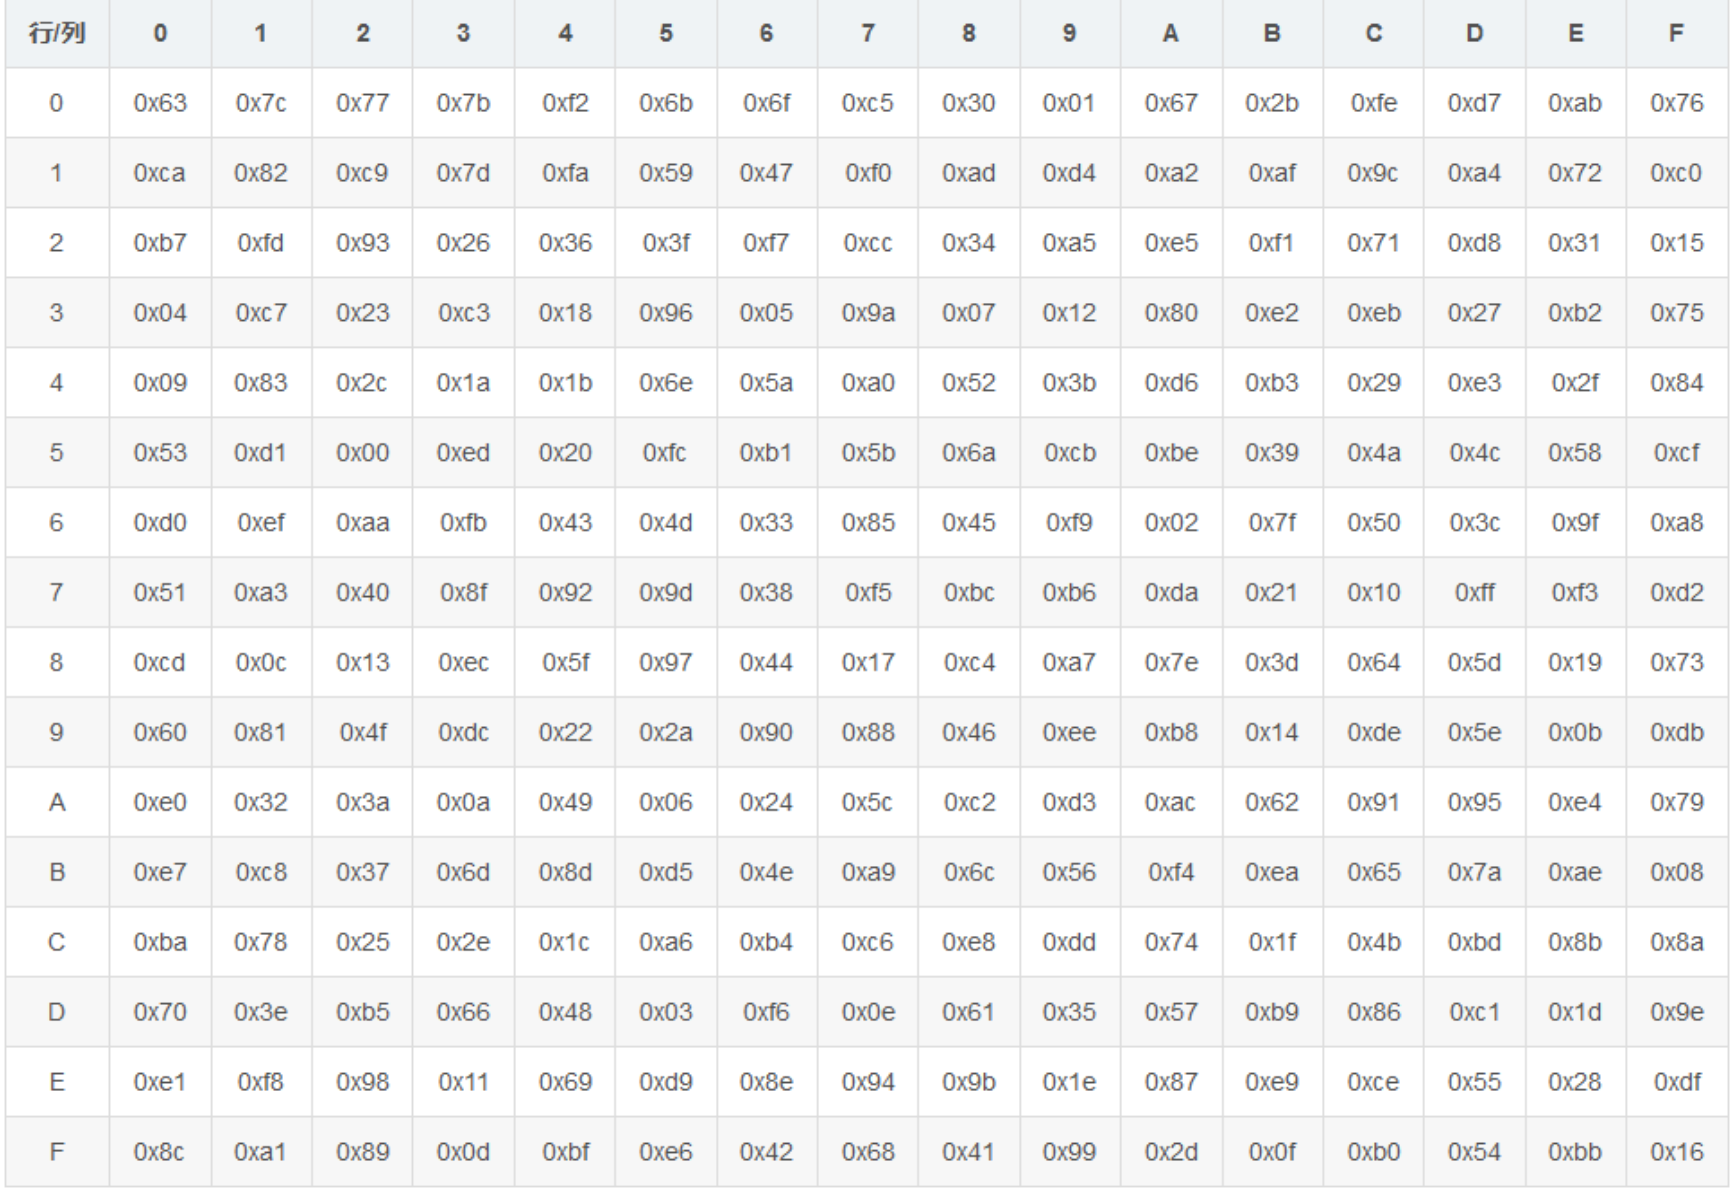 行/列 0 1 2 3 4 5 6 7 8 9 A B C D E F
0 0x63 0x7c 0x77 0x7b 0xf2 0x6b 0x6f 0xc5 0x30 0x01 0x67 0x2b 0xfe 0xd7 0xab 0x76
1 0xca 0x82 0xc9 0x7d 0xfa 0x59 0x47 0xf0 0xad 0xd4 0xa2 0xaf 0x9c 0xa4 0x72 0xc0
2 0xb7 0xfd 0x93 0x26 0x36 0x3f 0xf7 0xcc 0x34 0xa5 0xe5 0xf1 0x71 0xd8 0x31 0x15
3 0x04 0xc7 0x23 0xc3 0x18 0x96 0x05 0x9a 0x07 0x12 0x80 0xe2 0xeb 0x27 0xb2 0x75
4 0x09 0x83 0x2c 0x1a 0x1b 0x6e 0x5a 0xa0 0x52 0x3b 0xd6 0xb3 0x29 0xe3 0x2f 0x84
5 0x53 0xd1 0x00 0xed 0x20 0xfc 0xb1 0x5b 0x6a 0xcb 0xbe 0x39 0x4a 0x4c 0x58 0xcf
6 0xd0 0xef 0xaa 0xfb 0x43 0x4d 0x33 0x85 0x45 0xf9 0x02 0x7f 0x50 0x3c 0x9f 0xa8
7 0x51 0xa3 0x40 0x8f 0x92 0x9d 0x38 0xf5 0xbc 0xb6 0xda 0x21 0x10 0xff 0xf3 0xd2
8 0xcd 0x0c 0x13 0xec 0x5f 0x97 0x44 0x17 0xc4 0xa7 0x7e 0x3d 0x64 0x5d 0x19 0x73
9 0x60 0x81 0x4f 0xdc 0x22 0x2a 0x90 0x88 0x46 0xee 0xb8 0x14 0xde 0x5e 0x0b 0xdb
A 0xe0 0x32 0x3a 0x0a 0x49 0x06 0x24 0x5c 0xc2 0xd3 0xac 0x62 0x91 0x95 0xe4 0x79
B 0xe7 0xc8 0x37 0x6d 0x8d 0xd5 0x4e 0xa9 0x6c 0x56 0xf4 0xea 0x65 0x7a 0xae 0x08
C 0xba 0x78 0x25 0x2e 0x1c 0xa6 0xb4 0xc6 0xe8 0xdd 0x74 0x1f 0x4b 0xbd 0x8b 0x8a
D 0x70 0x3e 0xb5 0x66 0x48 0x03 0xf6 0x0e 0x61 0x35 0x57 0xb9 0x86 0xc1 0x1d 0x9e
E 0xe1 0xf8 0x98 0x11 0x69 0xd9 0x8e 0x94 0x9b 0x1e 0x87 0xe9 0xce 0x55 0x28 0xdf
F 0x8c 0xa1 0x89 0x0d 0xbf 0xe6 0x42 0x68 0x41 0x99 0x2d 0x0f 0xb0 0x54 0xbb 0x16